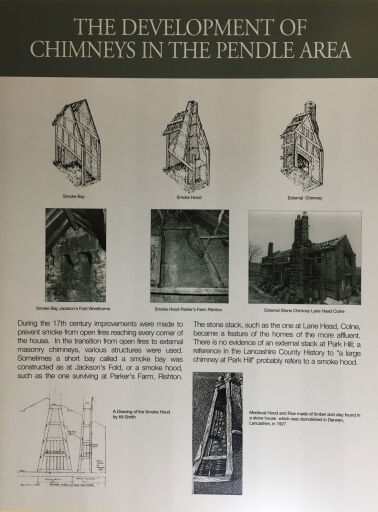 THE DEVELOPMENT OF
CHIMNEYS IN THE PENDLE AREA
Smoke Bay
Smoke Hood
External Chimney
Smoke Bay Jackson's Fold Worsthorne
Smoke Hood Parker's Farm Rishton
External Stone Chimney Lane Head Colne
During the 17th century improvements were made to
prevent smoke from open fires reaching every corner of
the house. In the transition from open fires to external
masonry chimneys, various structures were used.
Sometimes a short bay called a smoke bay was
constructed as at Jackson's Fold, or a smoke hood,
such as the one surviving at Parker's Farm, Rishton.
The stone stack, such as the one at Lane Head, Colne,
became a feature of the homes of the more affluent.
There is no evidence of an external stack at Park Hill; a
reference in the Lancashire County History to "a large
chimney at Park Hill" probably refers to a smoke hood.
A Drawing of the Smoke Hood
by Kit Smith
Medieval Hood and Flue made of timber and clay found in
a stone house, which was demolished in Darwen,
Lancashire, in 1927